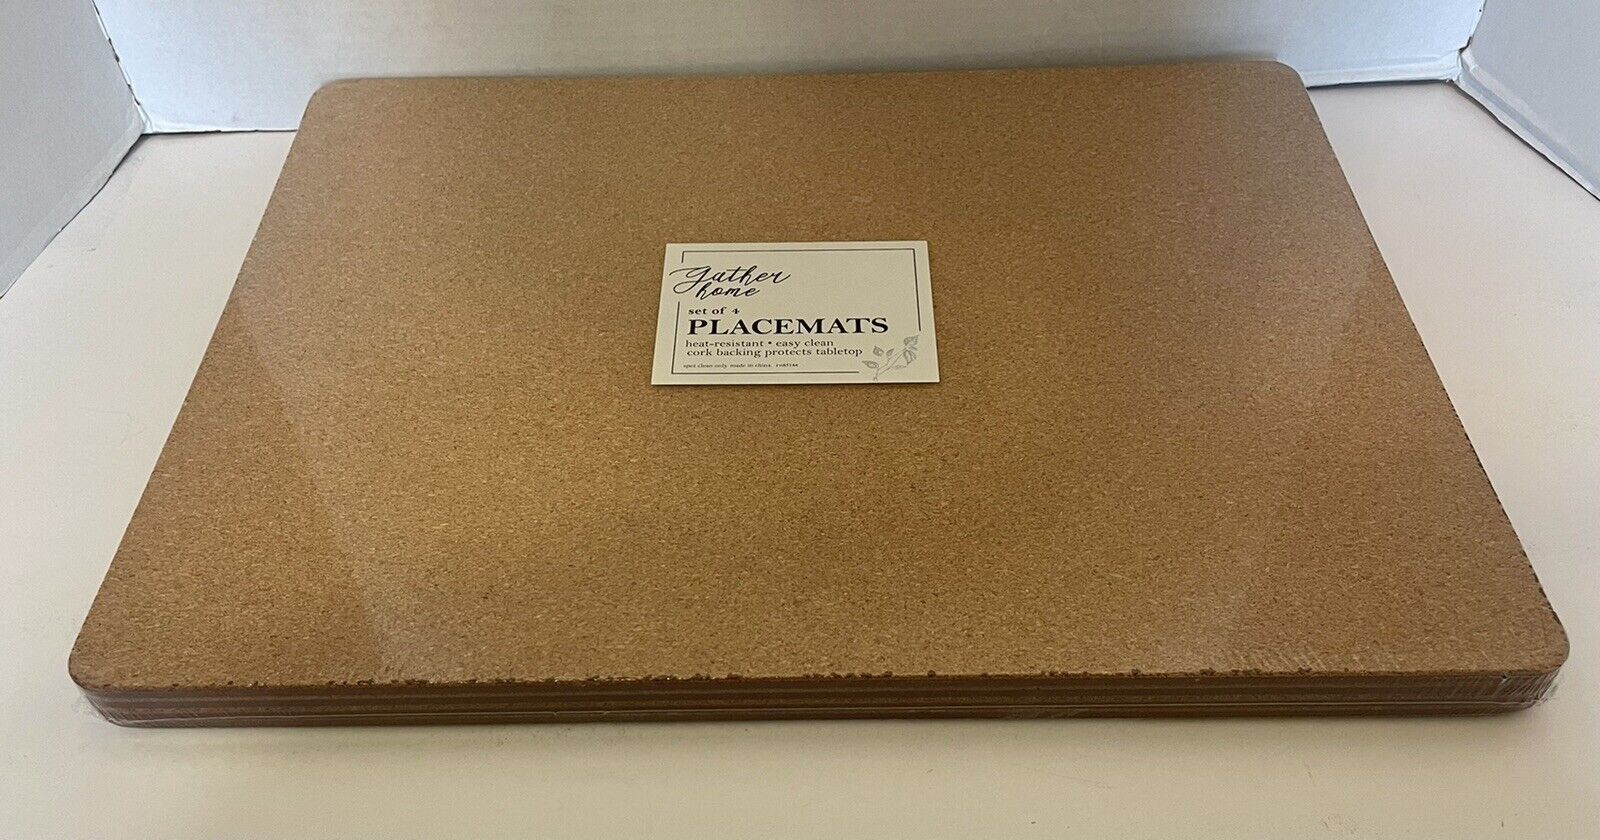 Gather
home
set of 4
PLACEMATS
heat-resistant • easy clean
cork backing protects tabletop
spot clean only. made in china.